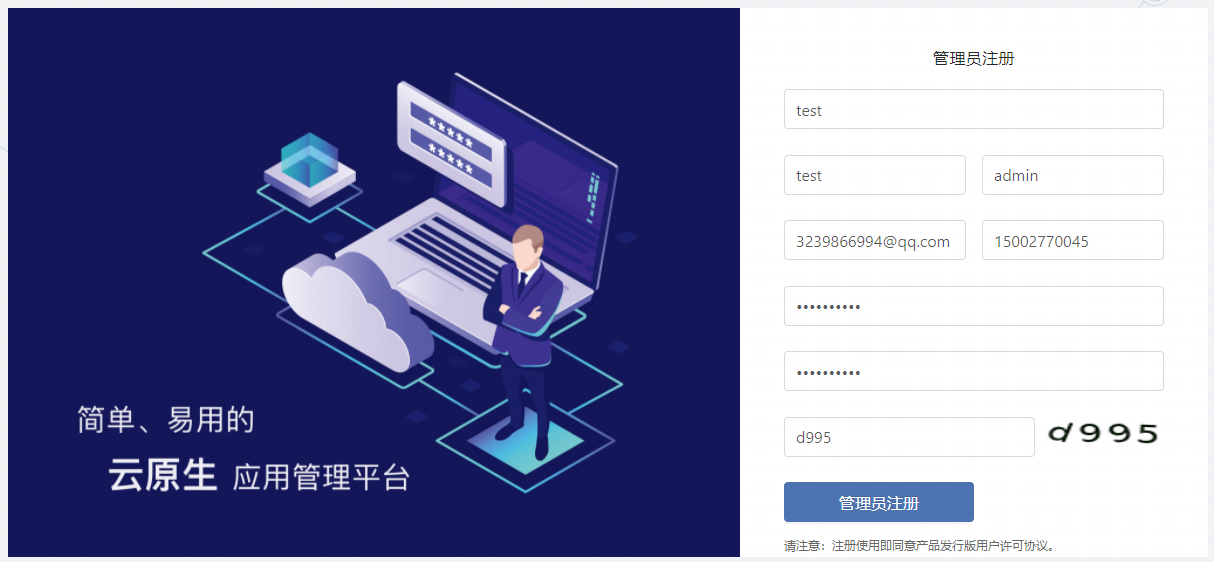 管理员注册
test
test
admin
3239866994@qq.com
15002770045
••••••••••
••••••••••
d995
d995
管理员注册
请注意：注册使用即同意产品发行版用户许可协议。
*****
*****
简单、易用的
云原生 应用管理平台